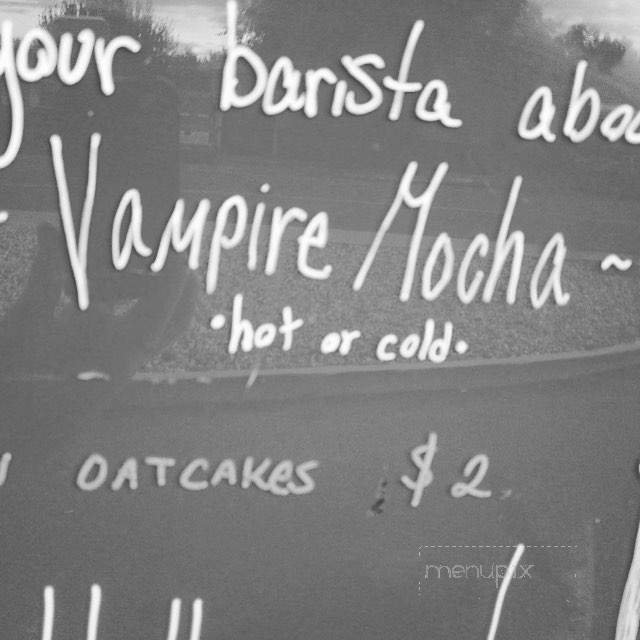 your barista abo
~ Vampire Mocha ~
• hot or cold •
OATCAKES $2
menupix